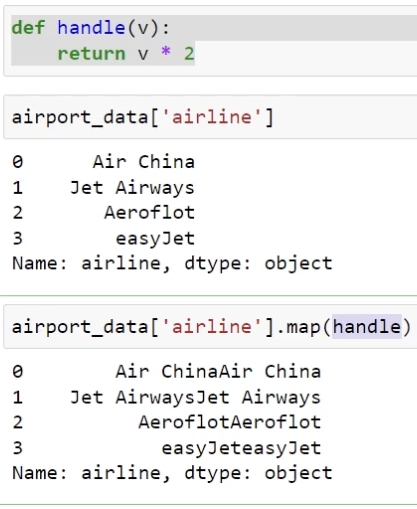 def handle(v):
    return v * 2
airport_data['airline']
0      Air China
1    Jet Airways
2       Aeroflot
3        easyJet
Name: airline, dtype: object
airport_data['airline'].map(handle)
0        Air ChinaAir China
1    Jet AirwaysJet Airways
2          AeroflotAeroflot
3            easyJeteasyJet
Name: airline, dtype: object